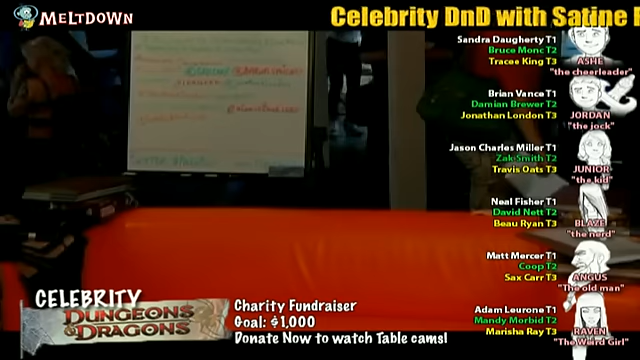 MELTDOWN
Celebrity DnD with Satine
Sandra Daugherty T1
Bruce Monc T2
Tracee King T3
ASHE
"the cheerleader"
Brian Vance T1
Damian Brewer T2
Jonathan London T3
JORDAN
"the jock"
Jason Charles Miller T1
Zak Smith T2
Travis Oats T3
JUNIOR
"the kid"
Neal Fisher T1
David Nett T2
Beau Ryan T3
BLAZE
"the nerd"
Matt Mercer T1
Coop T2
Sax Carr T3
ANGUS
"The old man"
Adam Leurone T1
Mandy Morbid T2
Marisha Ray T3
RAVEN
"The Weird Girl"
CELEBRITY
DUNGEONS
& DRAGONS
Charity Fundraiser
Goal: $1,000
Donate Now to watch Table cams!